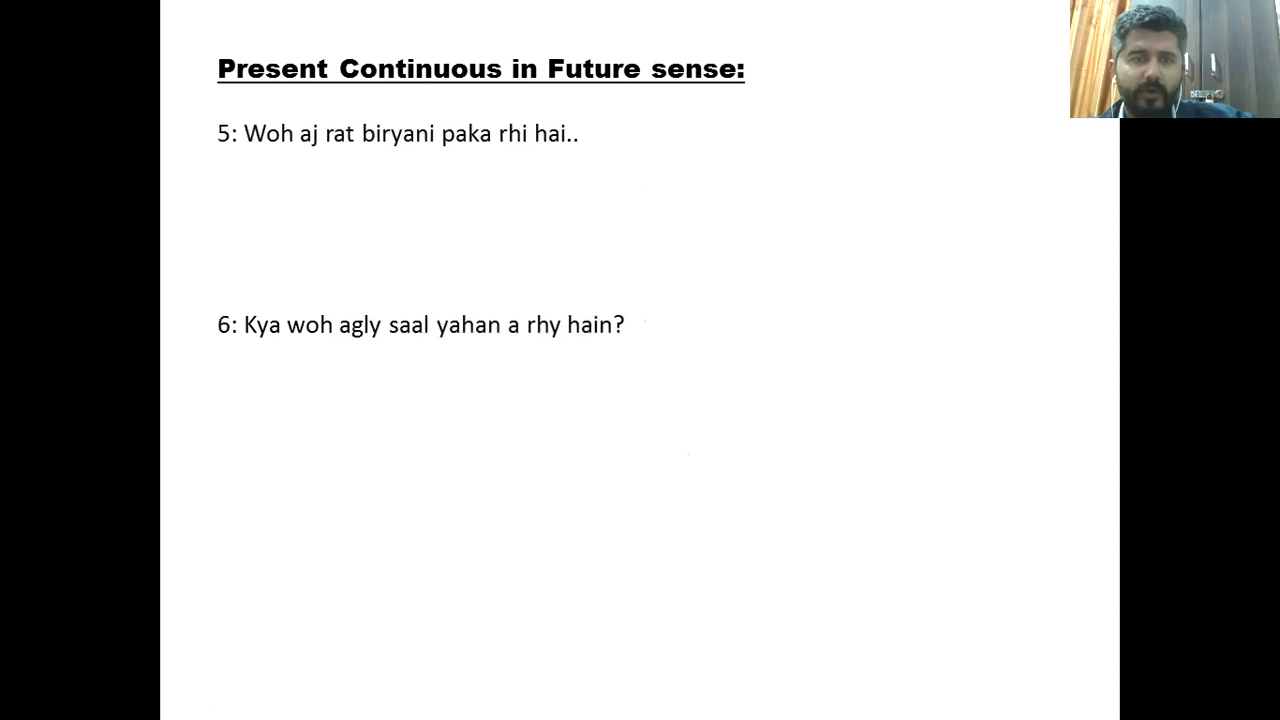 Present Continuous in Future sense:
5: Woh aj rat biryani paka rhi hai..
6: Kya woh agly saal yahan a rhy hain?